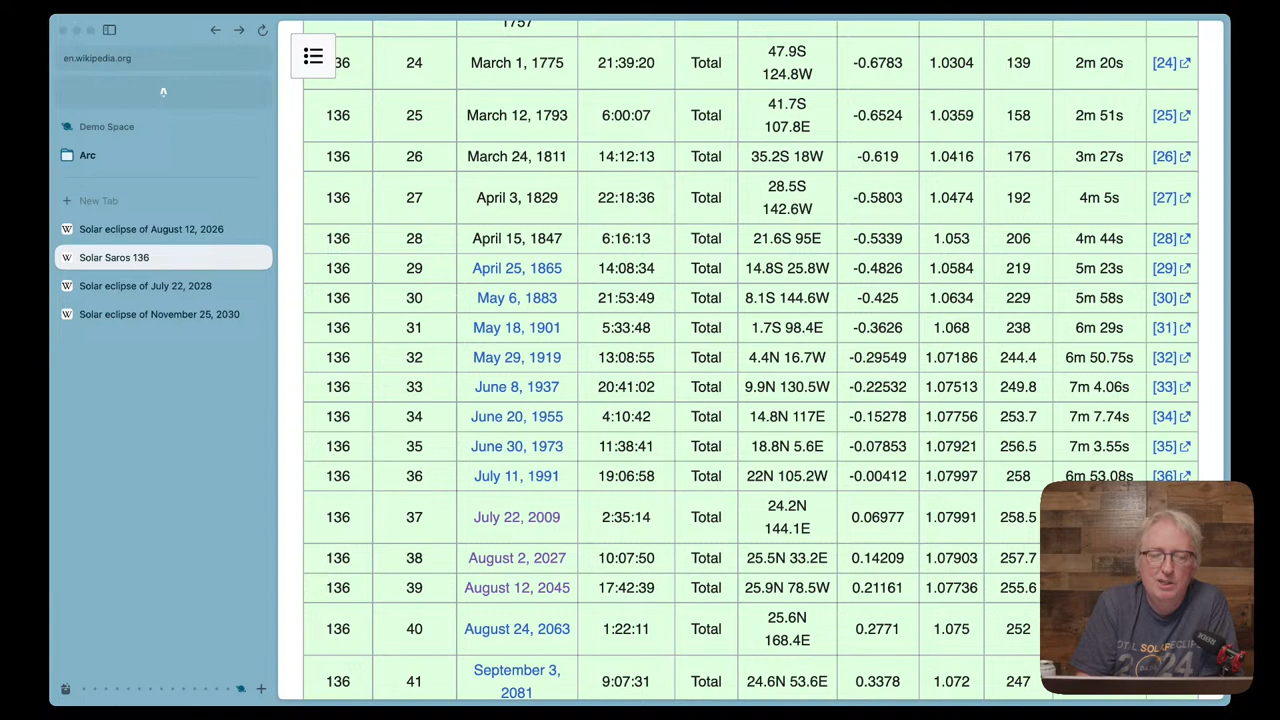 en.wikipedia.org
Demo Space
Arc
New Tab
Solar eclipse of August 12, 2026
Solar Saros 136
Solar eclipse of July 22, 2028
Solar eclipse of November 25, 2030
1757
36 24 March 1, 1775 21:39:20 Total 47.9S 124.8W -0.6783 1.0304 139 2m 20s [24]
136 25 March 12, 1793 6:00:07 Total 41.7S 107.8E -0.6524 1.0359 158 2m 51s [25]
136 26 March 24, 1811 14:12:13 Total 35.2S 18W -0.619 1.0416 176 3m 27s [26]
136 27 April 3, 1829 22:18:36 Total 28.5S 142.6W -0.5803 1.0474 192 4m 5s [27]
136 28 April 15, 1847 6:16:13 Total 21.6S 95E -0.5339 1.053 206 4m 44s [28]
136 29 April 25, 1865 14:08:34 Total 14.8S 25.8W -0.4826 1.0584 219 5m 23s [29]
136 30 May 6, 1883 21:53:49 Total 8.1S 144.6W -0.425 1.0634 229 5m 58s [30]
136 31 May 18, 1901 5:33:48 Total 1.7S 98.4E -0.3626 1.068 238 6m 29s [31]
136 32 May 29, 1919 13:08:55 Total 4.4N 16.7W -0.29549 1.07186 244.4 6m 50.75s [32]
136 33 June 8, 1937 20:41:02 Total 9.9N 130.5W -0.22532 1.07513 249.8 7m 4.06s [33]
136 34 June 20, 1955 4:10:42 Total 14.8N 117E -0.15278 1.07756 253.7 7m 7.74s [34]
136 35 June 30, 1973 11:38:41 Total 18.8N 5.6E -0.07853 1.07921 256.5 7m 3.55s [35]
136 36 July 11, 1991 19:06:58 Total 22N 105.2W -0.00412 1.07997 258 6m 53.08s [36]
136 37 July 22, 2009 2:35:14 Total 24.2N 144.1E 0.06977 1.07991 258.5
136 38 August 2, 2027 10:07:50 Total 25.5N 33.2E 0.14209 1.07903 257.7
136 39 August 12, 2045 17:42:39 Total 25.9N 78.5W 0.21161 1.07736 255.6
136 40 August 24, 2063 1:22:11 Total 25.6N 168.4E 0.2771 1.075 252
136 41 September 3, 2081 9:07:31 Total 24.6N 53.6E 0.3378 1.072 247